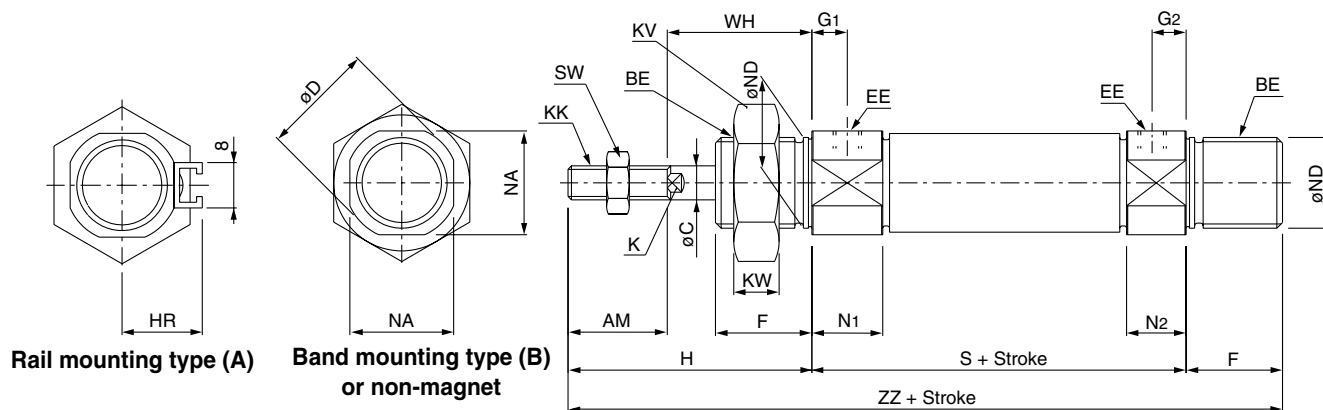 øD
8
HR
Rail mounting type (A)
NA
NA
Band mounting type (B)
or non-magnet
WH
G1
G2
KV
SW
BE
øND
KK
EE
EE
BE
øND
øC
K
KW
AM
F
N1
N2
H
S + Stroke
F
ZZ + Stroke